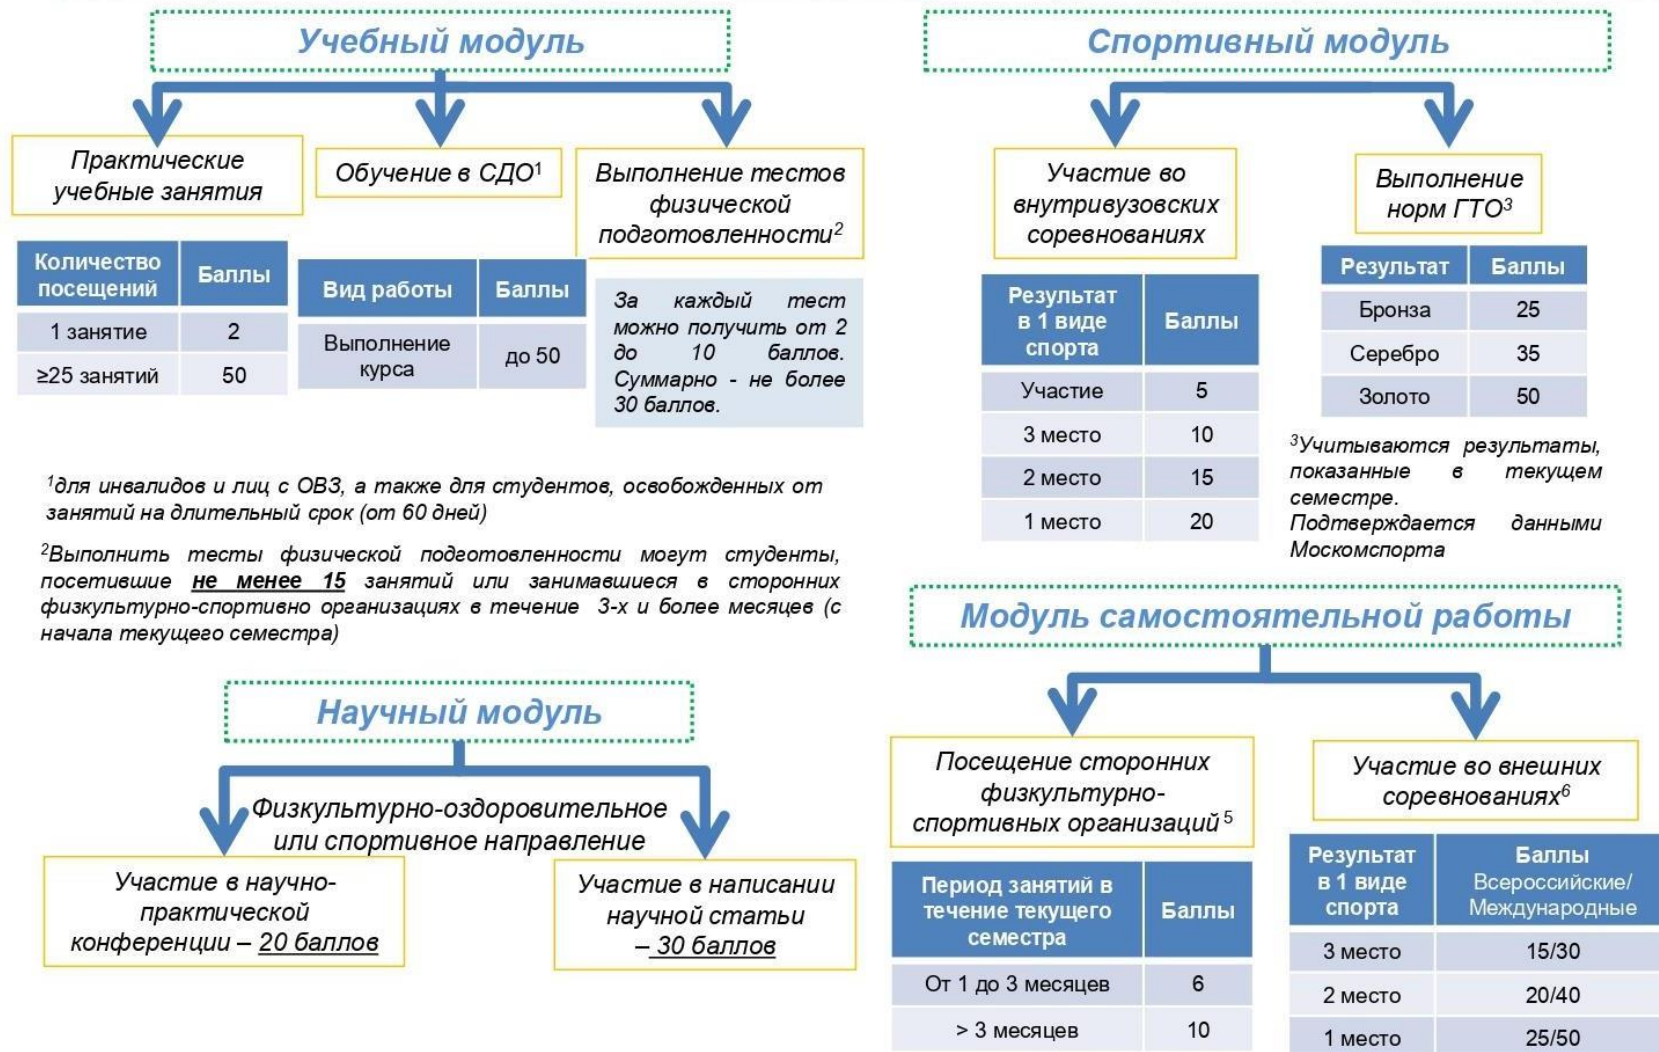 Учебный модуль
Практические
учебные занятия
Обучение в СДО¹
Выполнение тестов
физической
подготовленности²
Количество
посещений
Баллы
1 занятие
2
≥25 занятий
50
Вид работы
Баллы
Выполнение
курса
до 50
За каждый тест
можно получить от 2
до 10 баллов.
Суммарно - не более
30 баллов.
¹для инвалидов и лиц с ОВЗ, а также для студентов, освобожденных от
занятий на длительный срок (от 60 дней)
²Выполнить тесты физической подготовленности могут студенты,
посетившие не менее 15 занятий или занимавшиеся в сторонних
физкультурно-спортивно организациях в течение 3-х и более месяцев (с
начала текущего семестра)
Спортивный модуль
Участие во
внутривузовских
соревнованиях
Выполнение
норм ГТО³
Результат
в 1 виде
спорта
Баллы
Участие
5
3 место
10
2 место
15
1 место
20
Результат
Баллы
Бронза
25
Серебро
35
Золото
50
³Учитываются результаты,
показанные в текущем
семестре.
Подтверждается данными
Москомспорта
Научный модуль
Физкультурно-оздоровительное
или спортивное направление
Участие в научно-
практической
конференции – 20 баллов
Участие в написании
научной статьи
– 30 баллов
Модуль самостоятельной работы
Посещение сторонних
физкультурно-
спортивных организаций ⁵
Участие во внешних
соревнованиях⁶
Период занятий в
течение текущего
семестра
Баллы
От 1 до 3 месяцев
6
> 3 месяцев
10
Результат
в 1 виде
спорта
Баллы
Всероссийские/
Международные
3 место
15/30
2 место
20/40
1 место
25/50